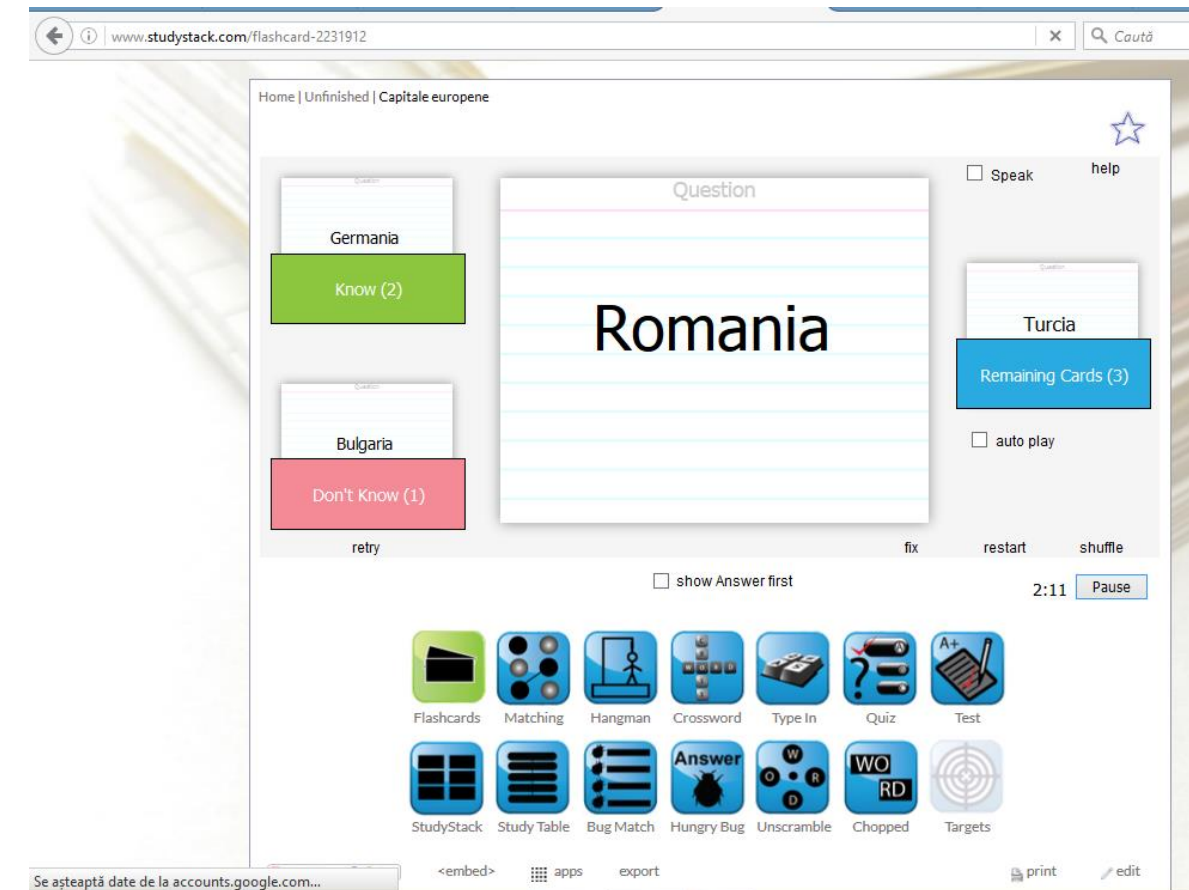 www.studystack.com/flashcard-2231912
Caută
Home | Unfinished | Capitale europene
Speak
help
Question
Germania
Know (2)
Question
Romania
Question
Turcia
Remaining Cards (3)
auto play
Question
Bulgaria
Don't Know (1)
retry
fix
restart
shuffle
show Answer first
2:11
Pause
Flashcards
Matching
Hangman
Crossword
Type In
Quiz
Test
StudyStack
Study Table
Bug Match
Answer
Hungry Bug
Unscramble
WO
RD
Chopped
Targets
<embed>
apps
export
print
edit
Se așteaptă date de la accounts.google.com...